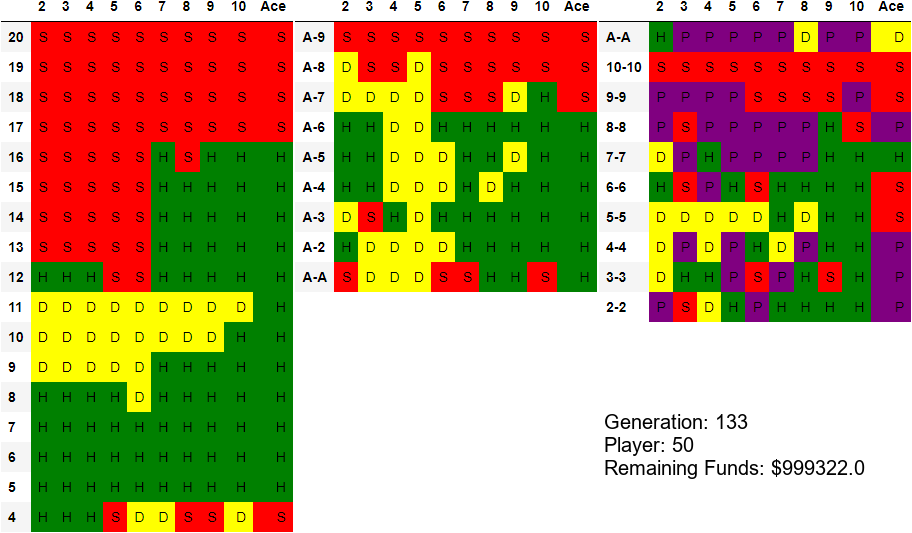 2 3 4 5 6 7 8 9 10 Ace
20 S S S S S S S S S S
19 S S S S S S S S S S
18 S S S S S S S S S S
17 S S S S S S S S S S
16 S S S S S H S H H H
15 S S S S S H H H H H
14 S S S S S H H H H H
13 S S S S S H H H H H
12 H H H S S H H H H H
11 D D D D D D D D D H
10 D D D D D D D D H H
9 D D D D D H H H H H
8 H H H H D H H H H H
7 H H H H H H H H H H
6 H H H H H H H H H H
5 H H H H H H H H H H
4 H H H S D D S S D S
2 3 4 5 6 7 8 9 10 Ace
A-9 S S S S S S S S S S
A-8 D S S D S S S S S S
A-7 D D D D S S S D H S
A-6 H H D D H H H H H H
A-5 H H D D D H H D H H
A-4 H H D D D H D H H H
A-3 D S H D H H H H H H
A-2 H D D D D H H H H H
A-A S D D D S S H H S H
2 3 4 5 6 7 8 9 10 Ace
A-A H P P P P P D P P D
10-10 S S S S S S S S S S
9-9 P P P P S S S S P S
8-8 P S P P P P P H S P
7-7 D P H P P P P H H H
6-6 H S P H S H H H H S
5-5 D D D D D H D H H S
4-4 D P D P H D P H H P
3-3 D H H P S P H S H P
2-2 P S D H P H H H H P
Generation: 133
Player: 50
Remaining Funds: $999322.0